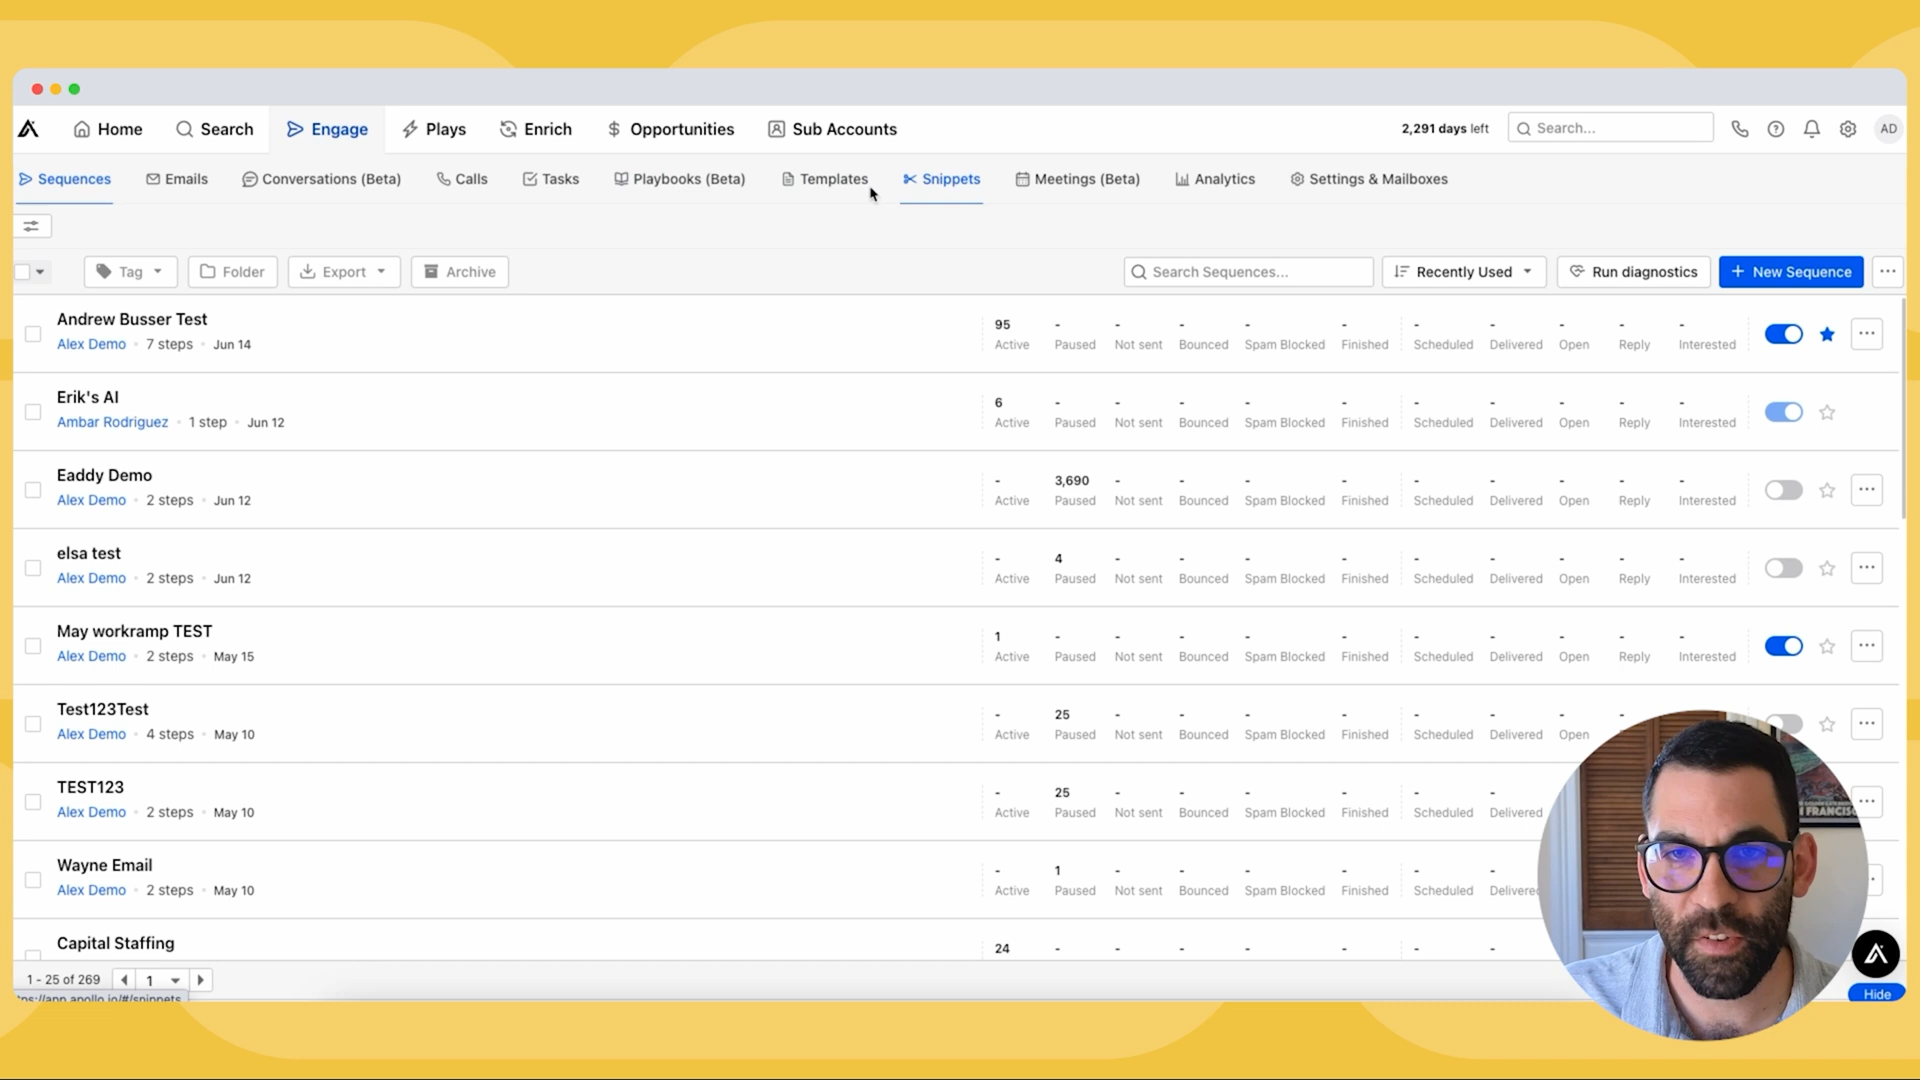 Home Search Engage Plays Enrich Opportunities Sub Accounts 2,291 days left Search... AD
Sequences Emails Conversations (Beta) Calls Tasks Playbooks (Beta) Templates Snippets Meetings (Beta) Analytics Settings & Mailboxes
Tag Folder Export Archive Search Sequences... Recently Used Run diagnostics + New Sequence ...
Andrew Busser Test
Alex Demo • 7 steps • Jun 14
95 - - - - - - - - - -
Active Paused Not sent Bounced Spam Blocked Finished Scheduled Delivered Open Reply Interested
Erik's AI
Ambar Rodriguez • 1 step • Jun 12
6 - - - - - - - - - -
Active Paused Not sent Bounced Spam Blocked Finished Scheduled Delivered Open Reply Interested
Eaddy Demo
Alex Demo • 2 steps • Jun 12
- 3,690 - - - - - - - - -
Active Paused Not sent Bounced Spam Blocked Finished Scheduled Delivered Open Reply Interested
elsa test
Alex Demo • 2 steps • Jun 12
- 4 - - - - - - - - -
Active Paused Not sent Bounced Spam Blocked Finished Scheduled Delivered Open Reply Interested
May workramp TEST
Alex Demo • 2 steps • May 15
1 - - - - - - - - - -
Active Paused Not sent Bounced Spam Blocked Finished Scheduled Delivered Open Reply Interested
Test123Test
Alex Demo • 4 steps • May 10
- 25 - - - - - - - - -
Active Paused Not sent Bounced Spam Blocked Finished Scheduled Delivered Open
TEST123
Alex Demo • 2 steps • May 10
- 25 - - - - - -
Active Paused Not sent Bounced Spam Blocked Finished Scheduled Delivered
Wayne Email
Alex Demo • 2 steps • May 10
- 1 - - - - - -
Active Paused Not sent Bounced Spam Blocked Finished Scheduled Delivered
Capital Staffing
24 - - - - - - -
1 - 25 of 269 1
tps://app.apollo.io/#/snippets
Hide
FRANCISC